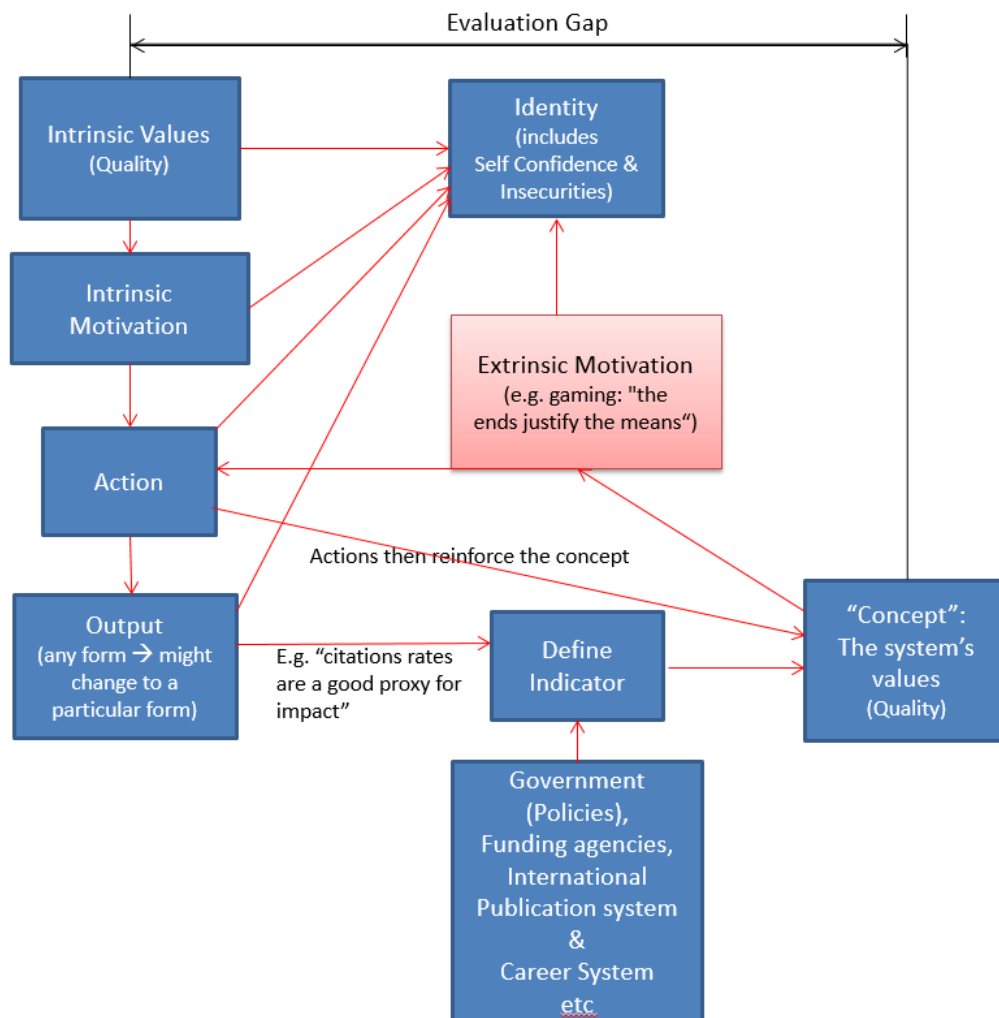 Evaluation Gap
Intrinsic Values
(Quality)
Identity
(includes
Self Confidence &
Insecurities)
Intrinsic
Motivation
Extrinsic Motivation
(e.g. gaming: "the
ends justify the means“)
Action
Actions then reinforce the concept
Output
(any form → might
change to a
particular form)
E.g. “citations rates
are a good proxy for
impact”
Define
Indicator
“Concept”:
The system’s
values
(Quality)
Government
(Policies),
Funding agencies,
International
Publication system
&
Career System
etc